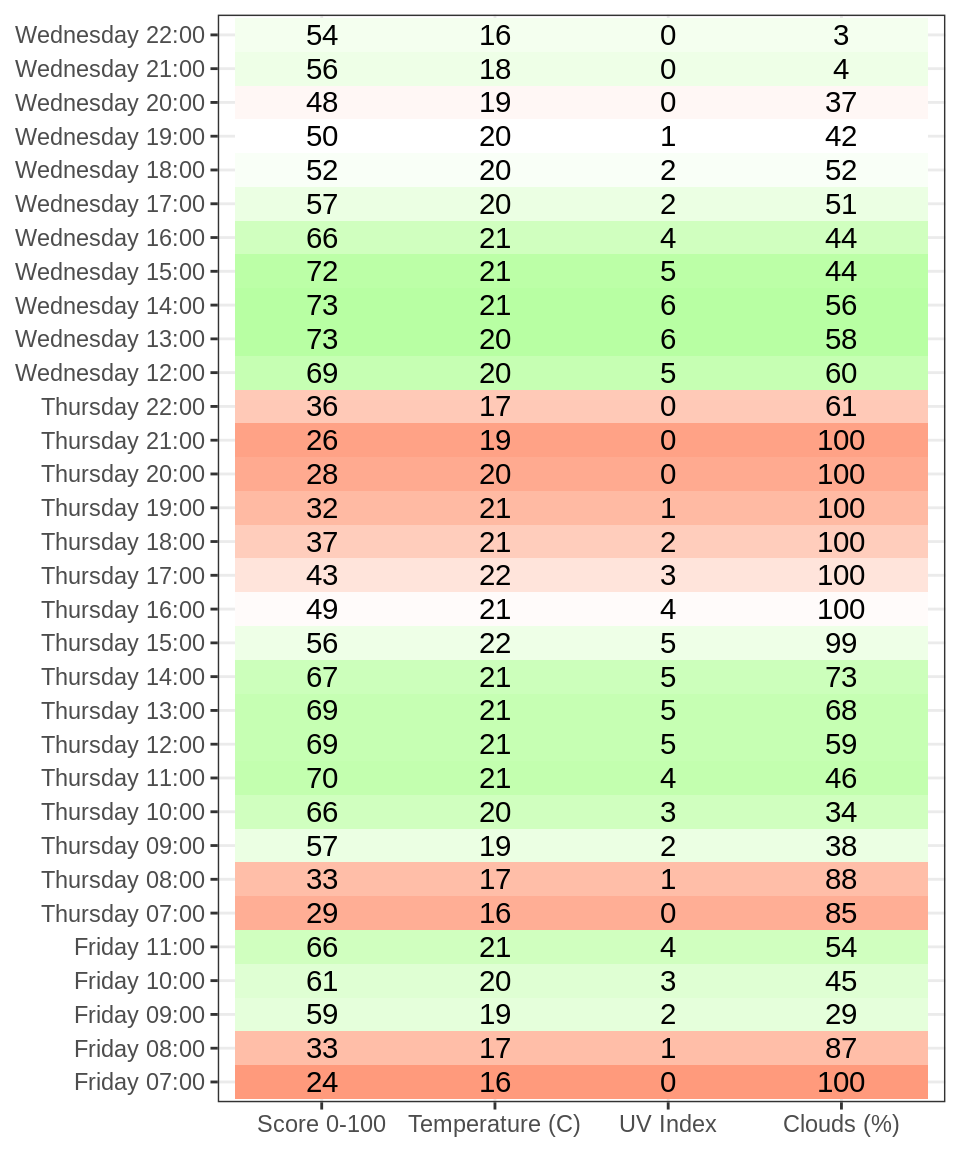 Wednesday 22:00 54 16 0 3
Wednesday 21:00 56 18 0 4
Wednesday 20:00 48 19 0 37
Wednesday 19:00 50 20 1 42
Wednesday 18:00 52 20 2 52
Wednesday 17:00 57 20 2 51
Wednesday 16:00 66 21 4 44
Wednesday 15:00 72 21 5 44
Wednesday 14:00 73 21 6 56
Wednesday 13:00 73 20 6 58
Wednesday 12:00 69 20 5 60
Thursday 22:00 36 17 0 61
Thursday 21:00 26 19 0 100
Thursday 20:00 28 20 0 100
Thursday 19:00 32 21 1 100
Thursday 18:00 37 21 2 100
Thursday 17:00 43 22 3 100
Thursday 16:00 49 21 4 100
Thursday 15:00 56 22 5 99
Thursday 14:00 67 21 5 73
Thursday 13:00 69 21 5 68
Thursday 12:00 69 21 5 59
Thursday 11:00 70 21 4 46
Thursday 10:00 66 20 3 34
Thursday 09:00 57 19 2 38
Thursday 08:00 33 17 1 88
Thursday 07:00 29 16 0 85
Friday 11:00 66 21 4 54
Friday 10:00 61 20 3 45
Friday 09:00 59 19 2 29
Friday 08:00 33 17 1 87
Friday 07:00 24 16 0 100
Score 0-100 Temperature (C) UV Index Clouds (%)